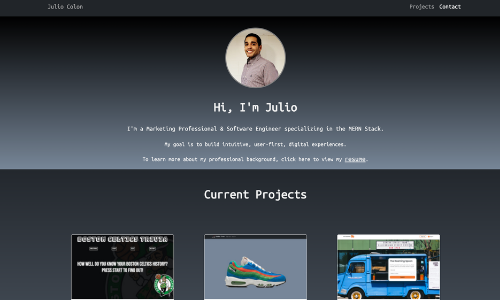 Julio Colon
Projects Contact
Hi, I'm Julio
I'm a Marketing Professional & Software Engineer specializing in the MERN Stack.
My goal is to build intuitive, user-first, digital experiences.
To learn more about my professional background, click here to view my resume.
Current Projects
BOSTON CELTICS TRIVIA
HOW WELL DO YOU KNOW YOUR BOSTON CELTICS HISTORY?
PRESS START TO FIND OUT!